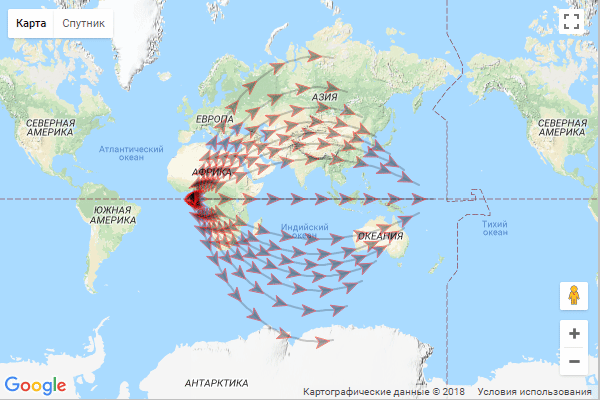 Карта Спутник
АЗИЯ
ЕВРОПА
СЕВЕРНАЯ
АМЕРИКА
СЕВЕРНАЯ
АМЕРИКА
Атлантический
океан
АФРИКА
ЮЖНАЯ
АМЕРИКА
Индийский
океан
ОКЕАНИЯ
Тихий
океан
АНТАРКТИКА
Google
Картографические данные © 2018 Условия использования